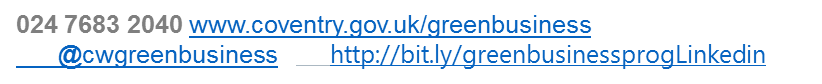 024 7683 2040 www.coventry.gov.uk/greenbusiness
@cwgreenbusiness http://bit.ly/greenbusinessprogLinkedin